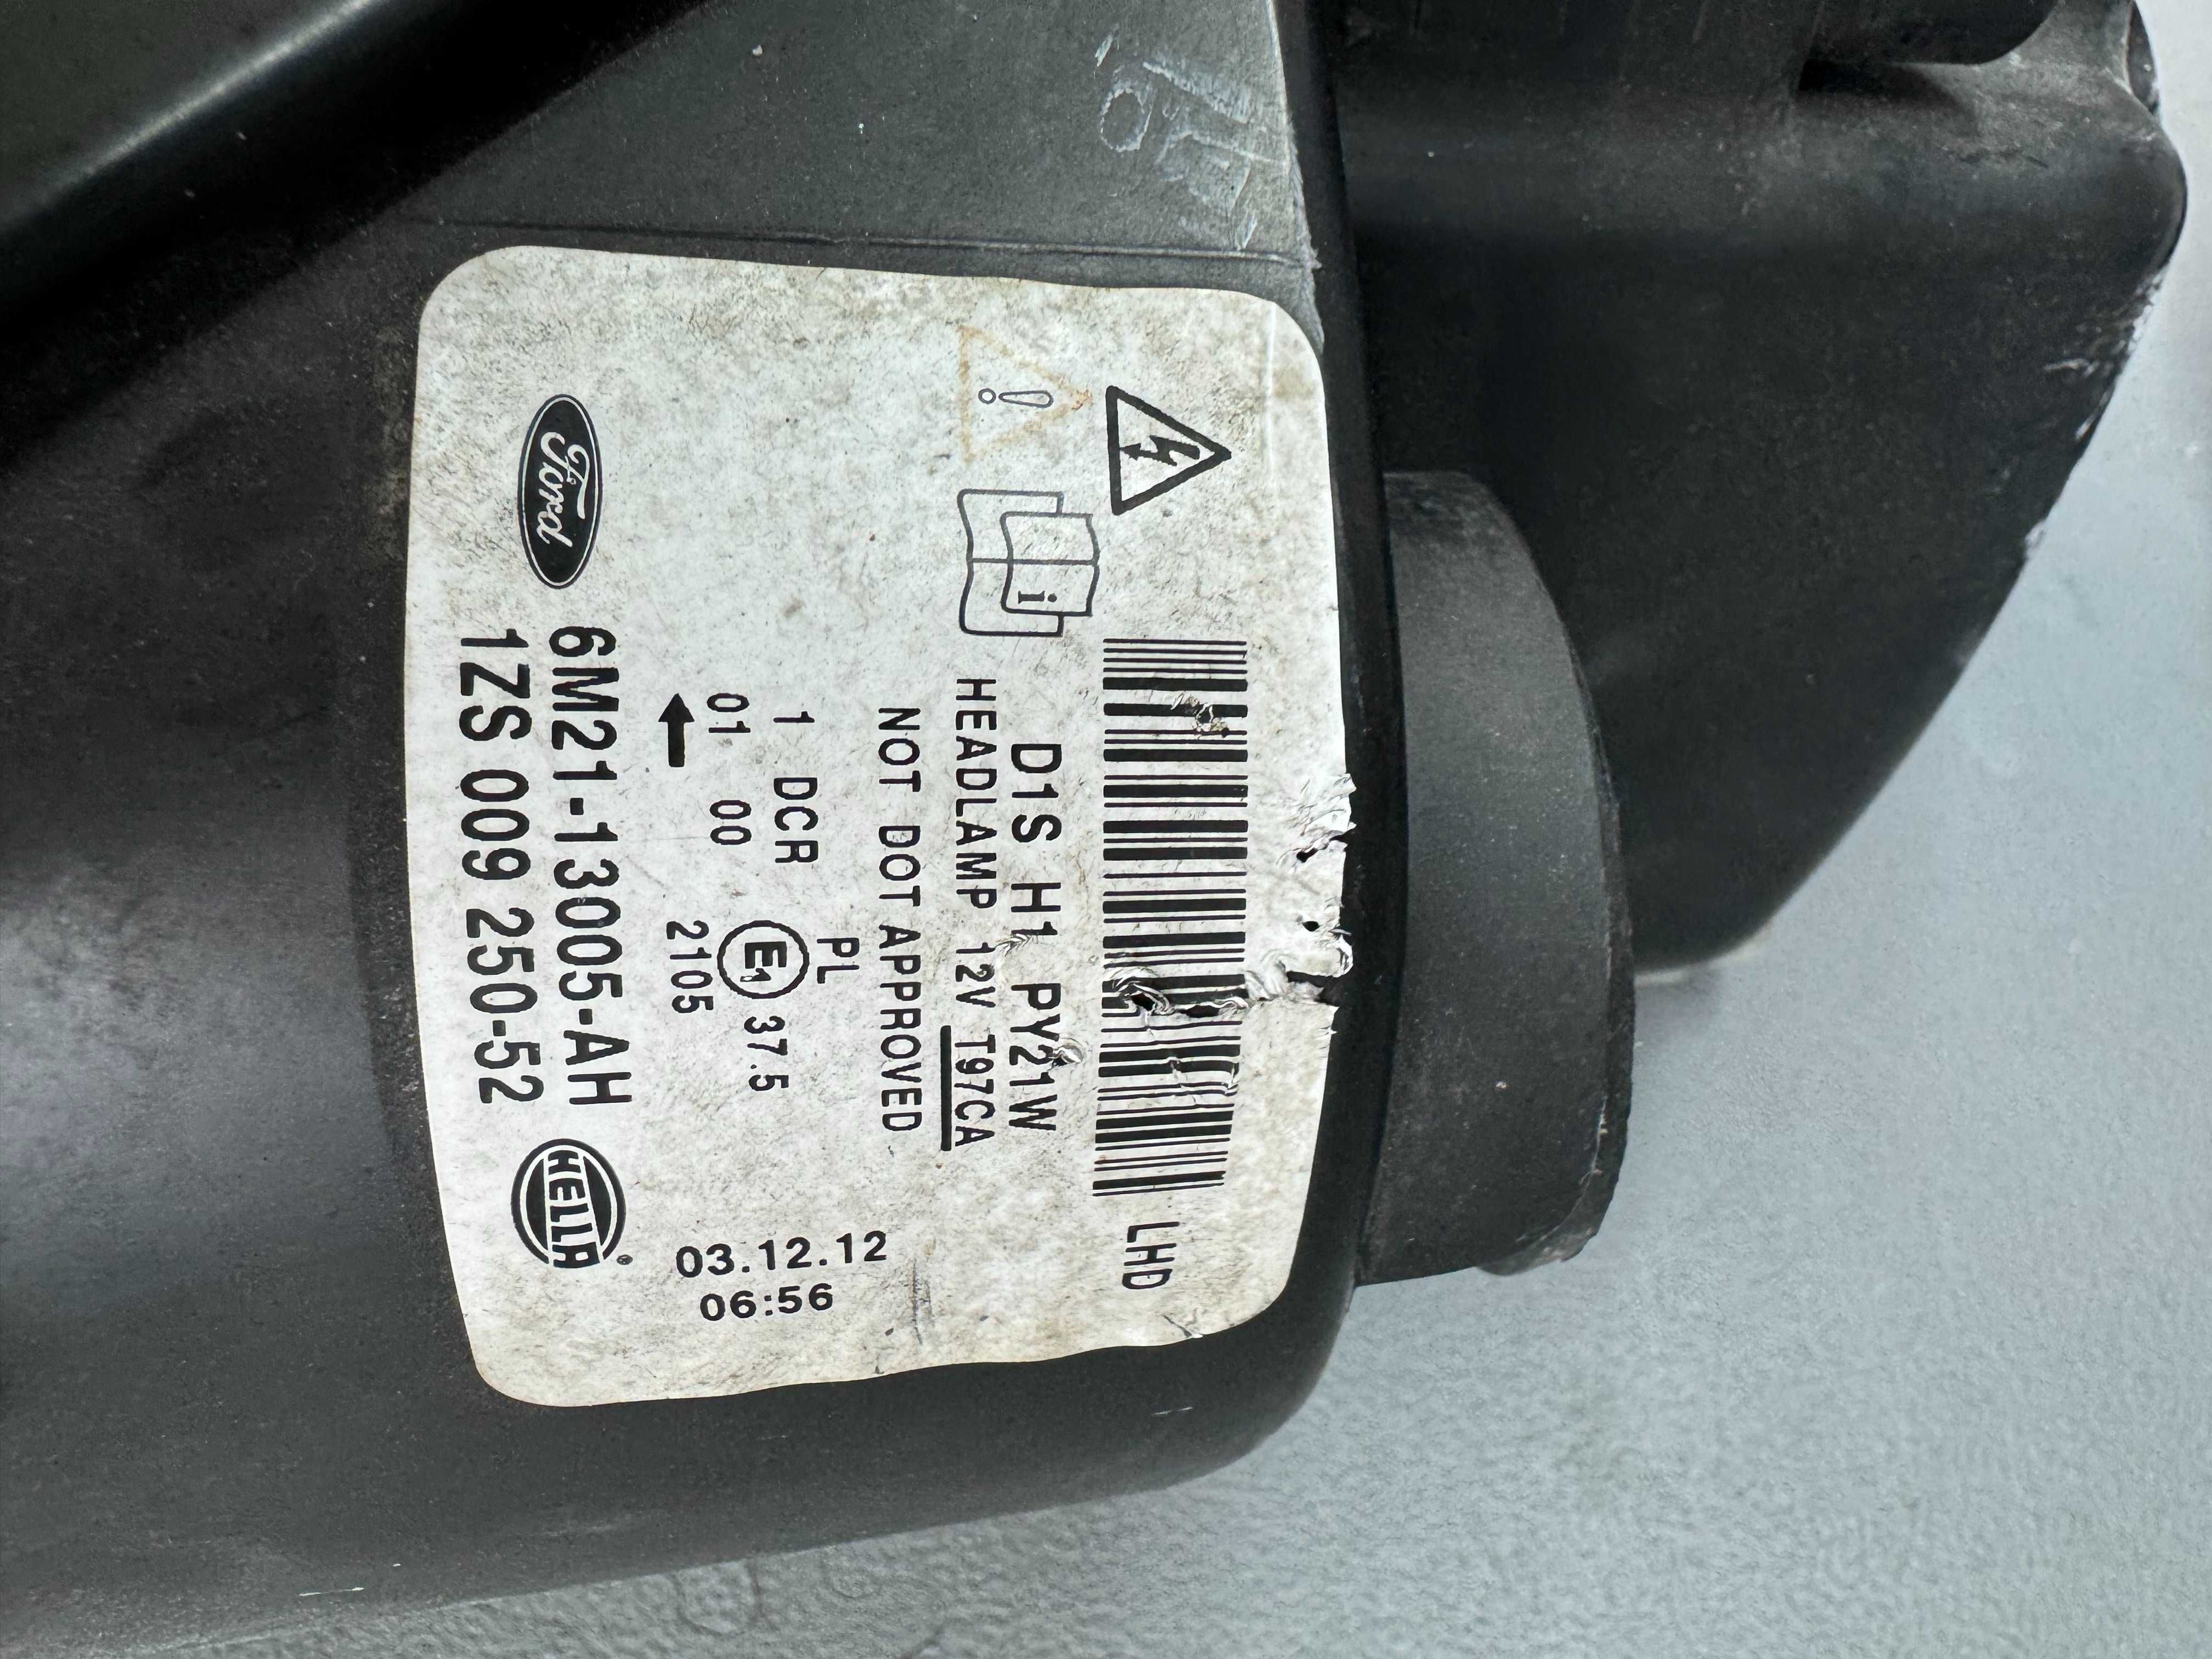 LHD
D1S H1 PY21W
HEADLAMP 12V T97CA
NOT DOT APPROVED
1 DCR PL
01 00 E1 37.5
2105
03.12.12
06:56
Ford 6M21-13005-AH HELLA
1ZS 009 250-52